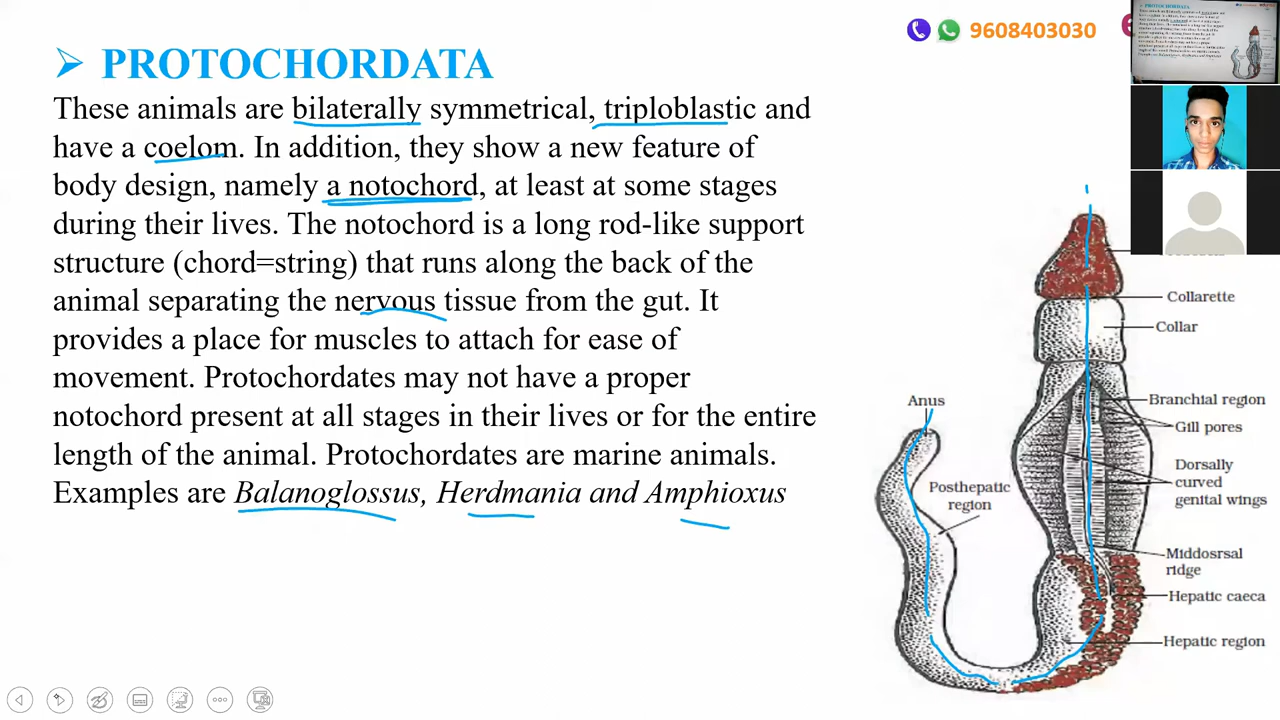 9608403030
PROTOCHORDATA
These animals are bilaterally symmetrical, triploblastic and
have a coelom. In addition, they show a new feature of
body design, namely a notochord, at least at some stages
during their lives. The notochord is a long rod-like support
structure (chord=string) that runs along the back of the
animal separating the nervous tissue from the gut. It
provides a place for muscles to attach for ease of
movement. Protochordates may not have a proper
notochord present at all stages in their lives or for the entire
length of the animal. Protochordates are marine animals.
Examples are Balanoglossus, Herdmania and Amphioxus
Collarette
Collar
Branchial region
Gill pores
Dorsally
curved
genital wings
Middosrsal
ridge
Hepatic caeca
Hepatic region
Anus
Posthepatic
region